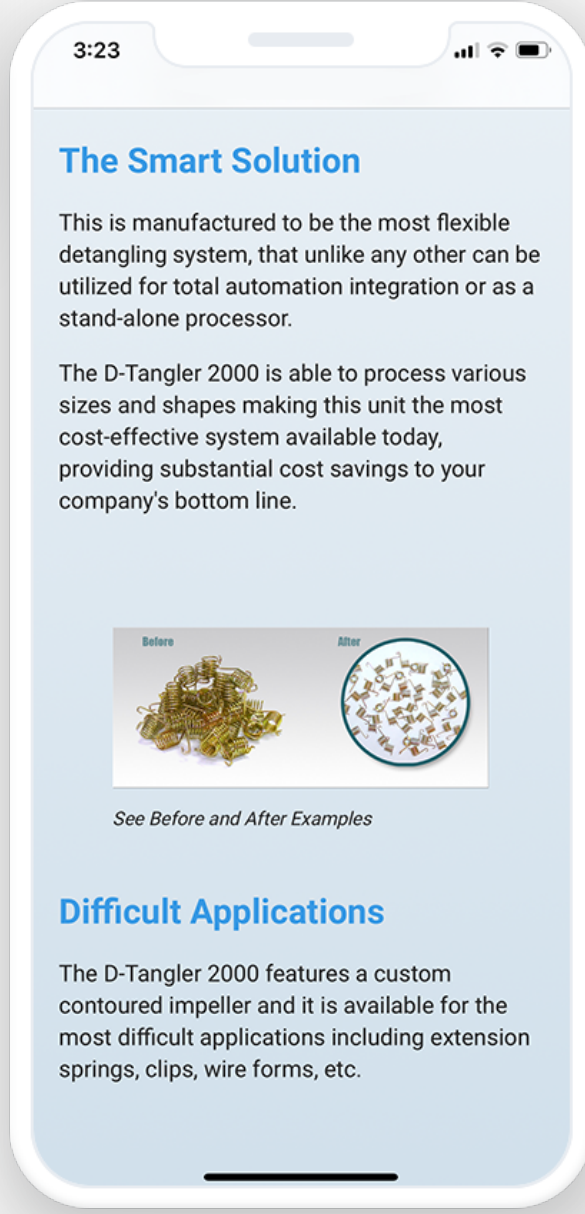 3:23
The Smart Solution
This is manufactured to be the most flexible
detangling system, that unlike any other can be
utilized for total automation integration or as a
stand-alone processor.
The D-Tangler 2000 is able to process various
sizes and shapes making this unit the most
cost-effective system available today,
providing substantial cost savings to your
company's bottom line.
Before
After
See Before and After Examples
Difficult Applications
The D-Tangler 2000 features a custom
contoured impeller and it is available for the
most difficult applications including extension
springs, clips, wire forms, etc.